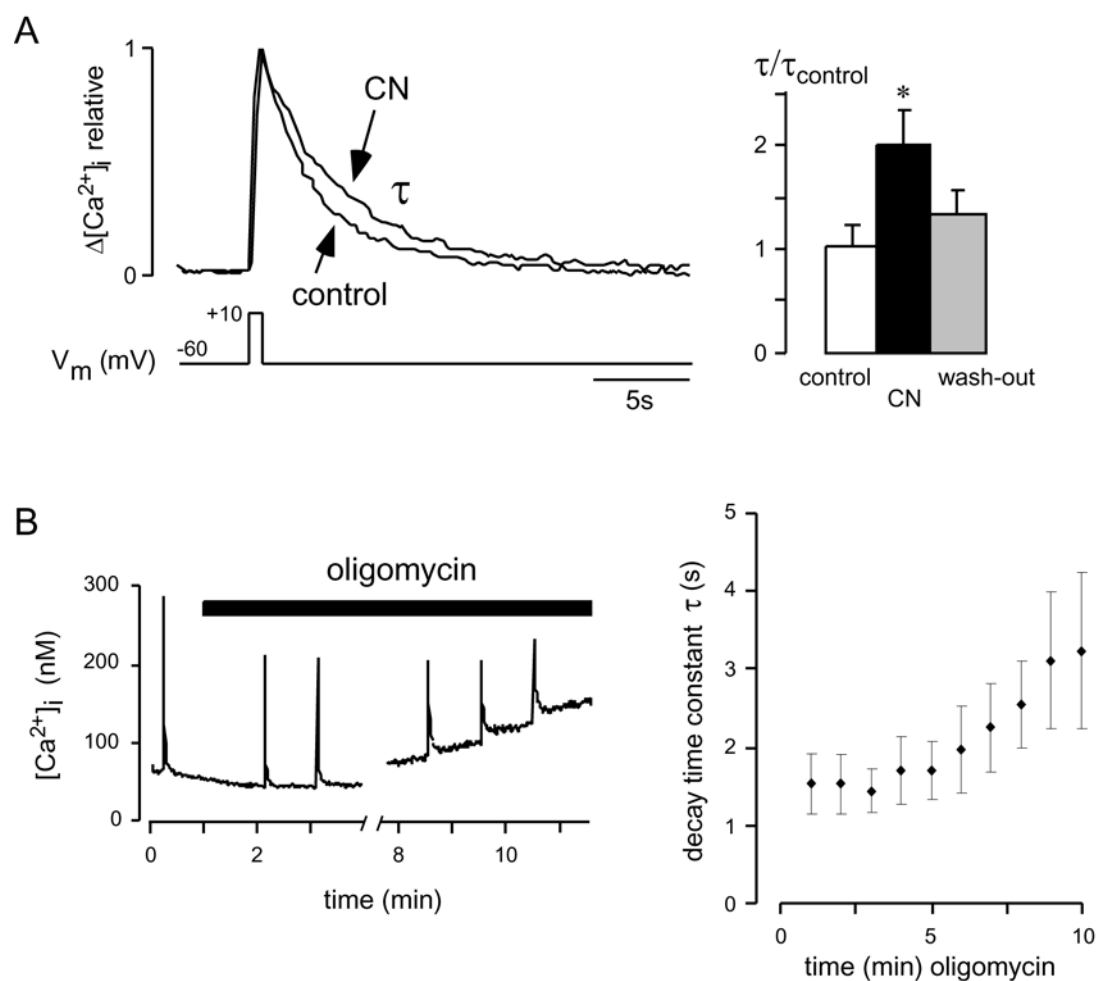 A
1
Δ[Ca²⁺]ᵢ relative
0
CN
τ
control
+10
-60
Vₘ (mV)
5s
τ/τcontrol
*
2
1
0
control
CN
wash-out
B
oligomycin
300
200
100
0
[Ca²⁺]ᵢ (nM)
0 2 8 10
time (min)
5
4
3
2
1
0
decay time constant τ (s)
0 5 10
time (min) oligomycin